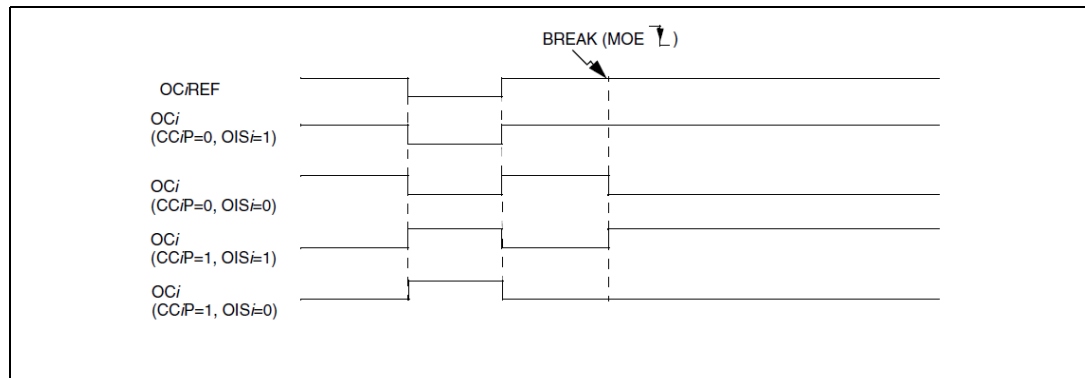 BREAK (MOE )
OCiREF
OCi
(CCiP=0, OISi=1)
OCi
(CCiP=0, OISi=0)
OCi
(CCiP=1, OISi=1)
OCi
(CCiP=1, OISi=0)